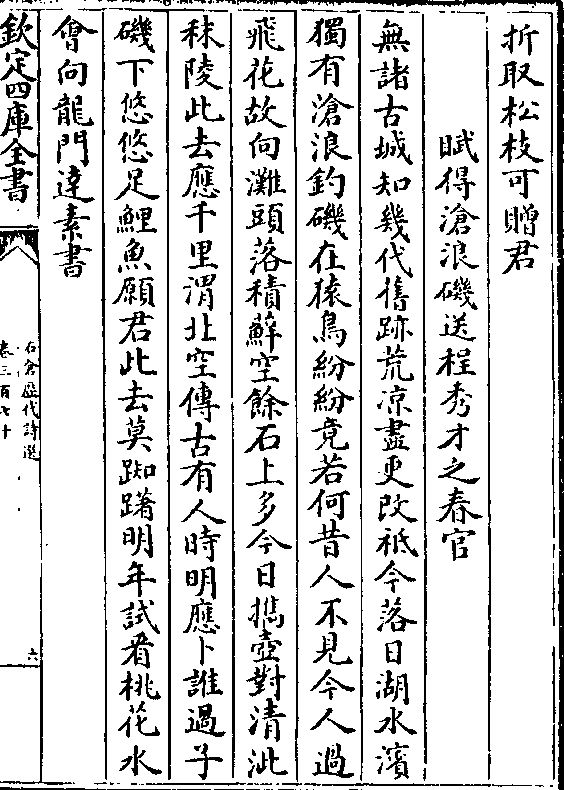 折取松枝可贈君
賦得滄浪磯送程秀才之春官
無諸古城知幾代舊跡荒凉盡更改祗今落日湖水濱
獨有滄浪釣磯在猿鳥紛紛竟若何昔人不見今人過
飛花故向灘頭落積蘚空餘石上多今日擕壺對清泚
秣陵此去應千里渭北空傳古有人時明應卜誰過子
磯下悠悠足鯉魚願君此去莫踟躇明年試看桃花水
會向龍門達素書
欽定四庫全書
石倉歴代詩選
卷三百七十
六